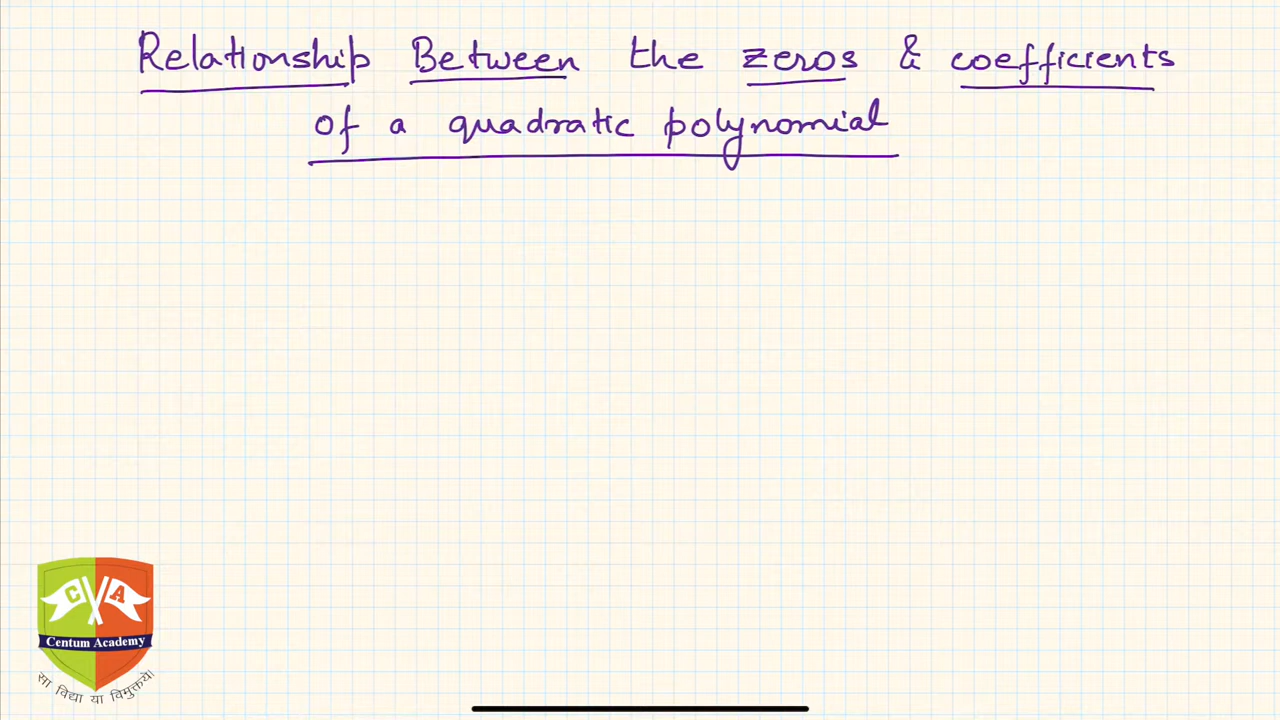 Relationship Between the zeros & coefficients
of a quadratic polynomial
C A
Centum Academy
सा विद्या या विमुक्तये।